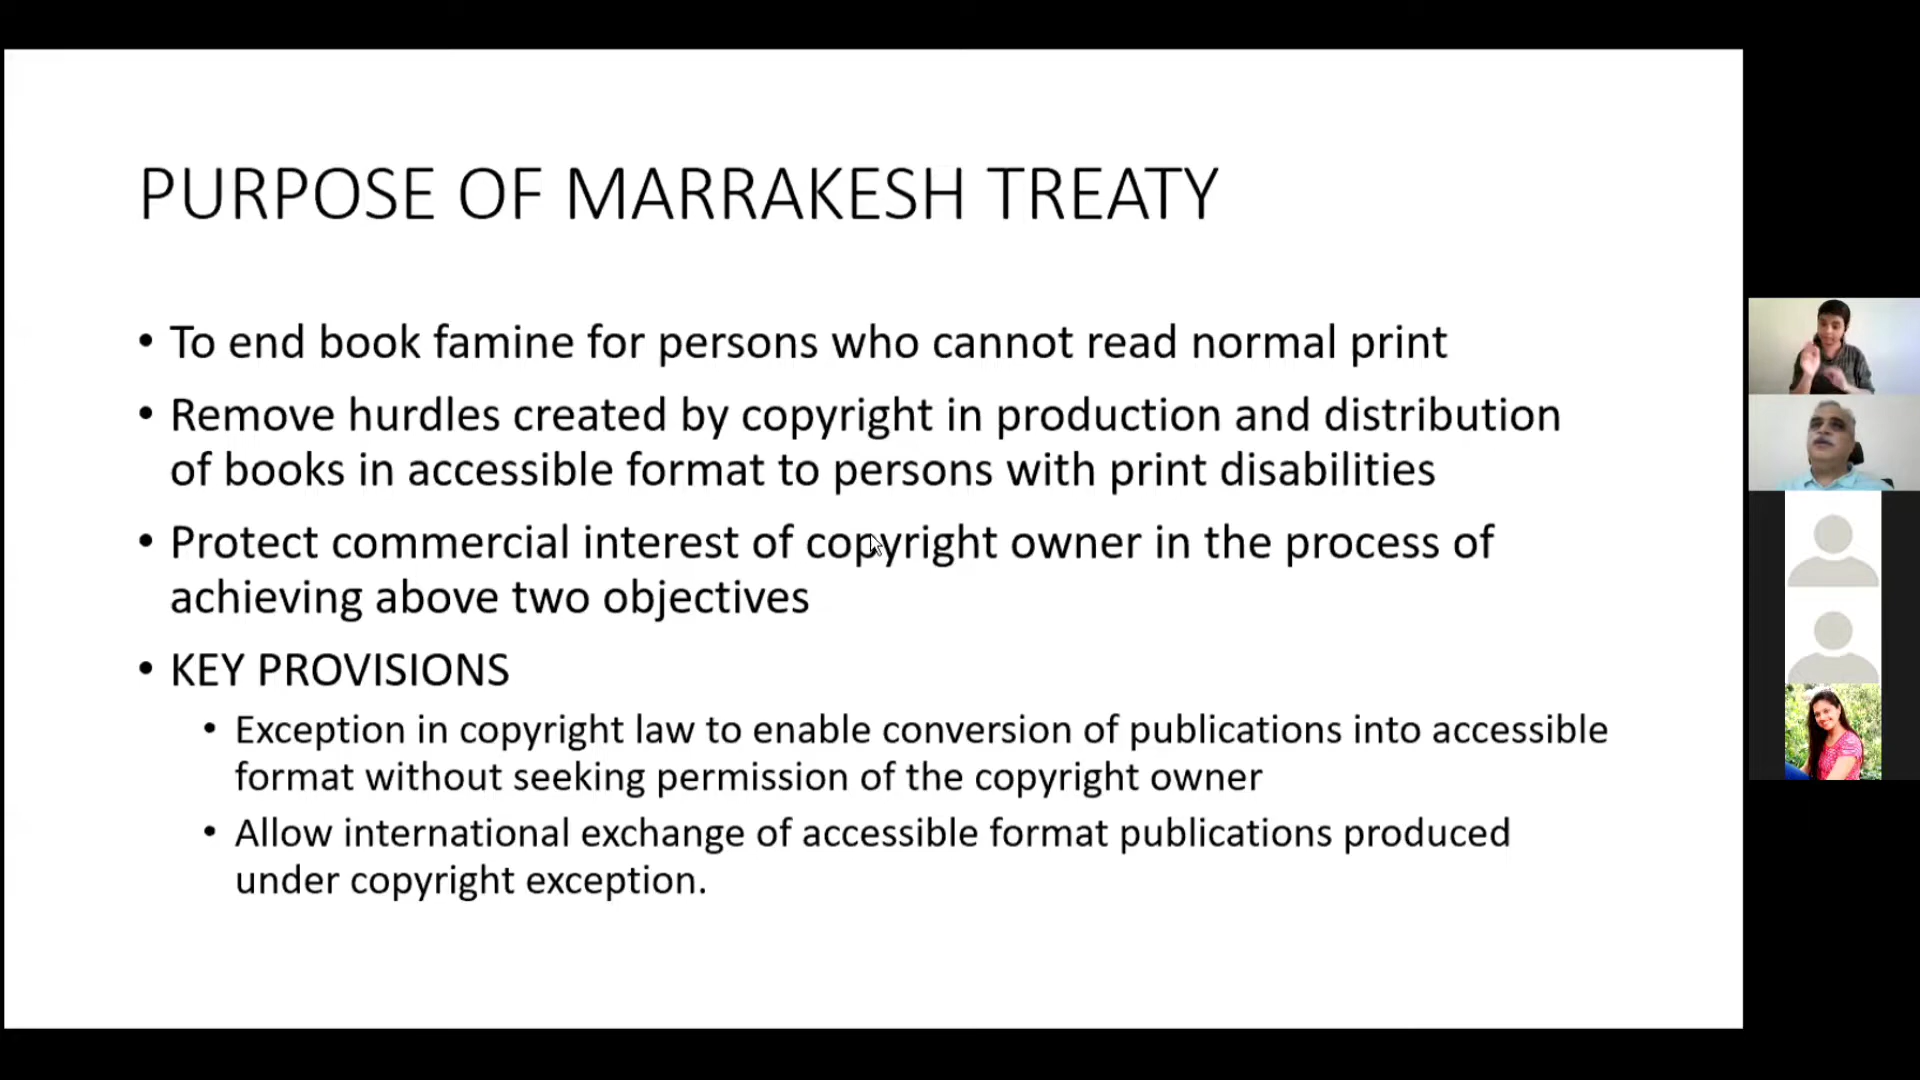 PURPOSE OF MARRAKESH TREATY
• To end book famine for persons who cannot read normal print
• Remove hurdles created by copyright in production and distribution
of books in accessible format to persons with print disabilities
• Protect commercial interest of copyright owner in the process of
achieving above two objectives
• KEY PROVISIONS
• Exception in copyright law to enable conversion of publications into accessible
format without seeking permission of the copyright owner
• Allow international exchange of accessible format publications produced
under copyright exception.